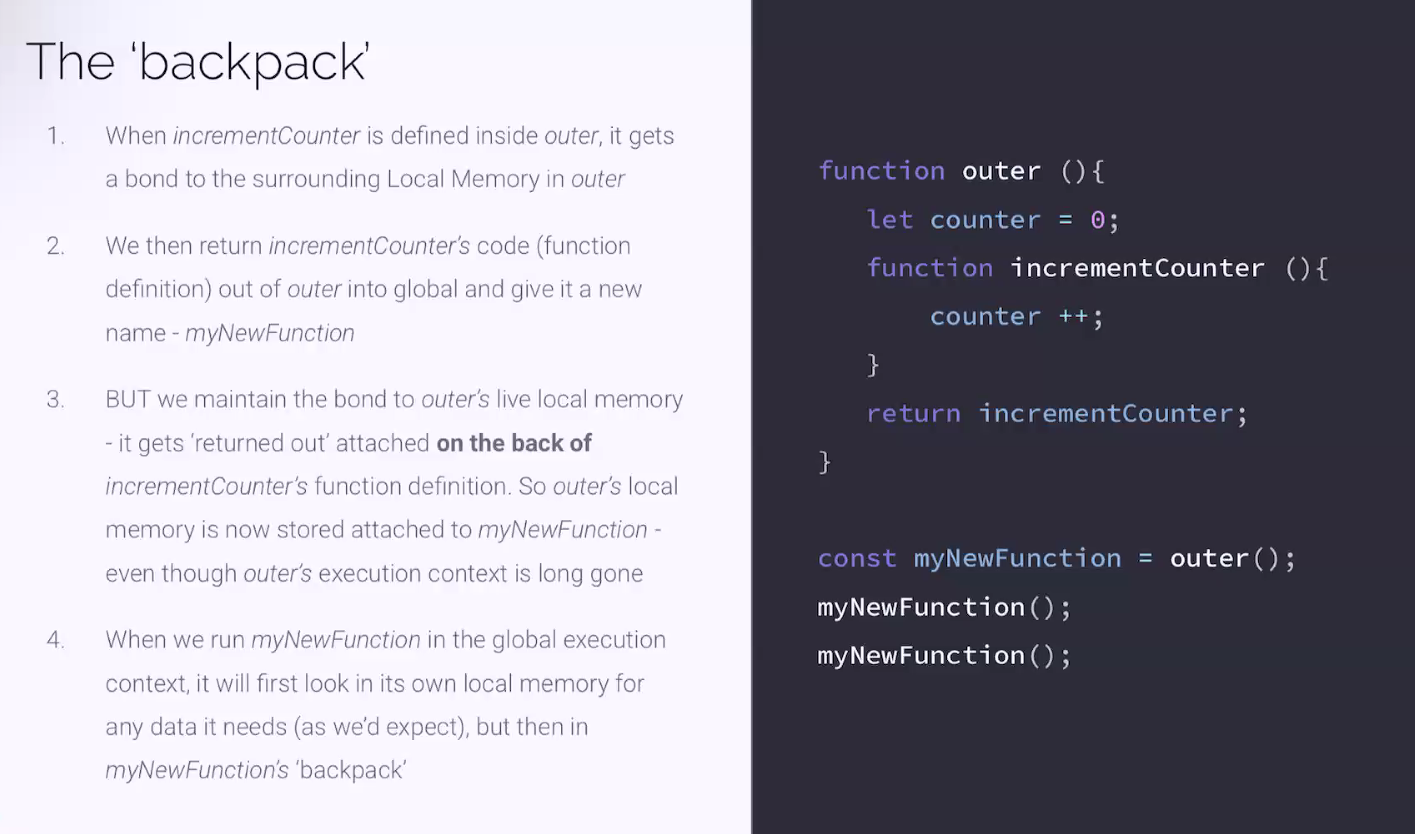 The ‘backpack’
1. When incrementCounter is defined inside outer, it gets
a bond to the surrounding Local Memory in outer
2. We then return incrementCounter’s code (function
definition) out of outer into global and give it a new
name - myNewFunction
3. BUT we maintain the bond to outer’s live local memory
- it gets ‘returned out’ attached on the back of
incrementCounter’s function definition. So outer’s local
memory is now stored attached to myNewFunction -
even though outer’s execution context is long gone
4. When we run myNewFunction in the global execution
context, it will first look in its own local memory for
any data it needs (as we’d expect), but then in
myNewFunction’s ‘backpack’
function outer (){
let counter = 0;
function incrementCounter (){
counter ++;
}
return incrementCounter;
}
const myNewFunction = outer();
myNewFunction();
myNewFunction();